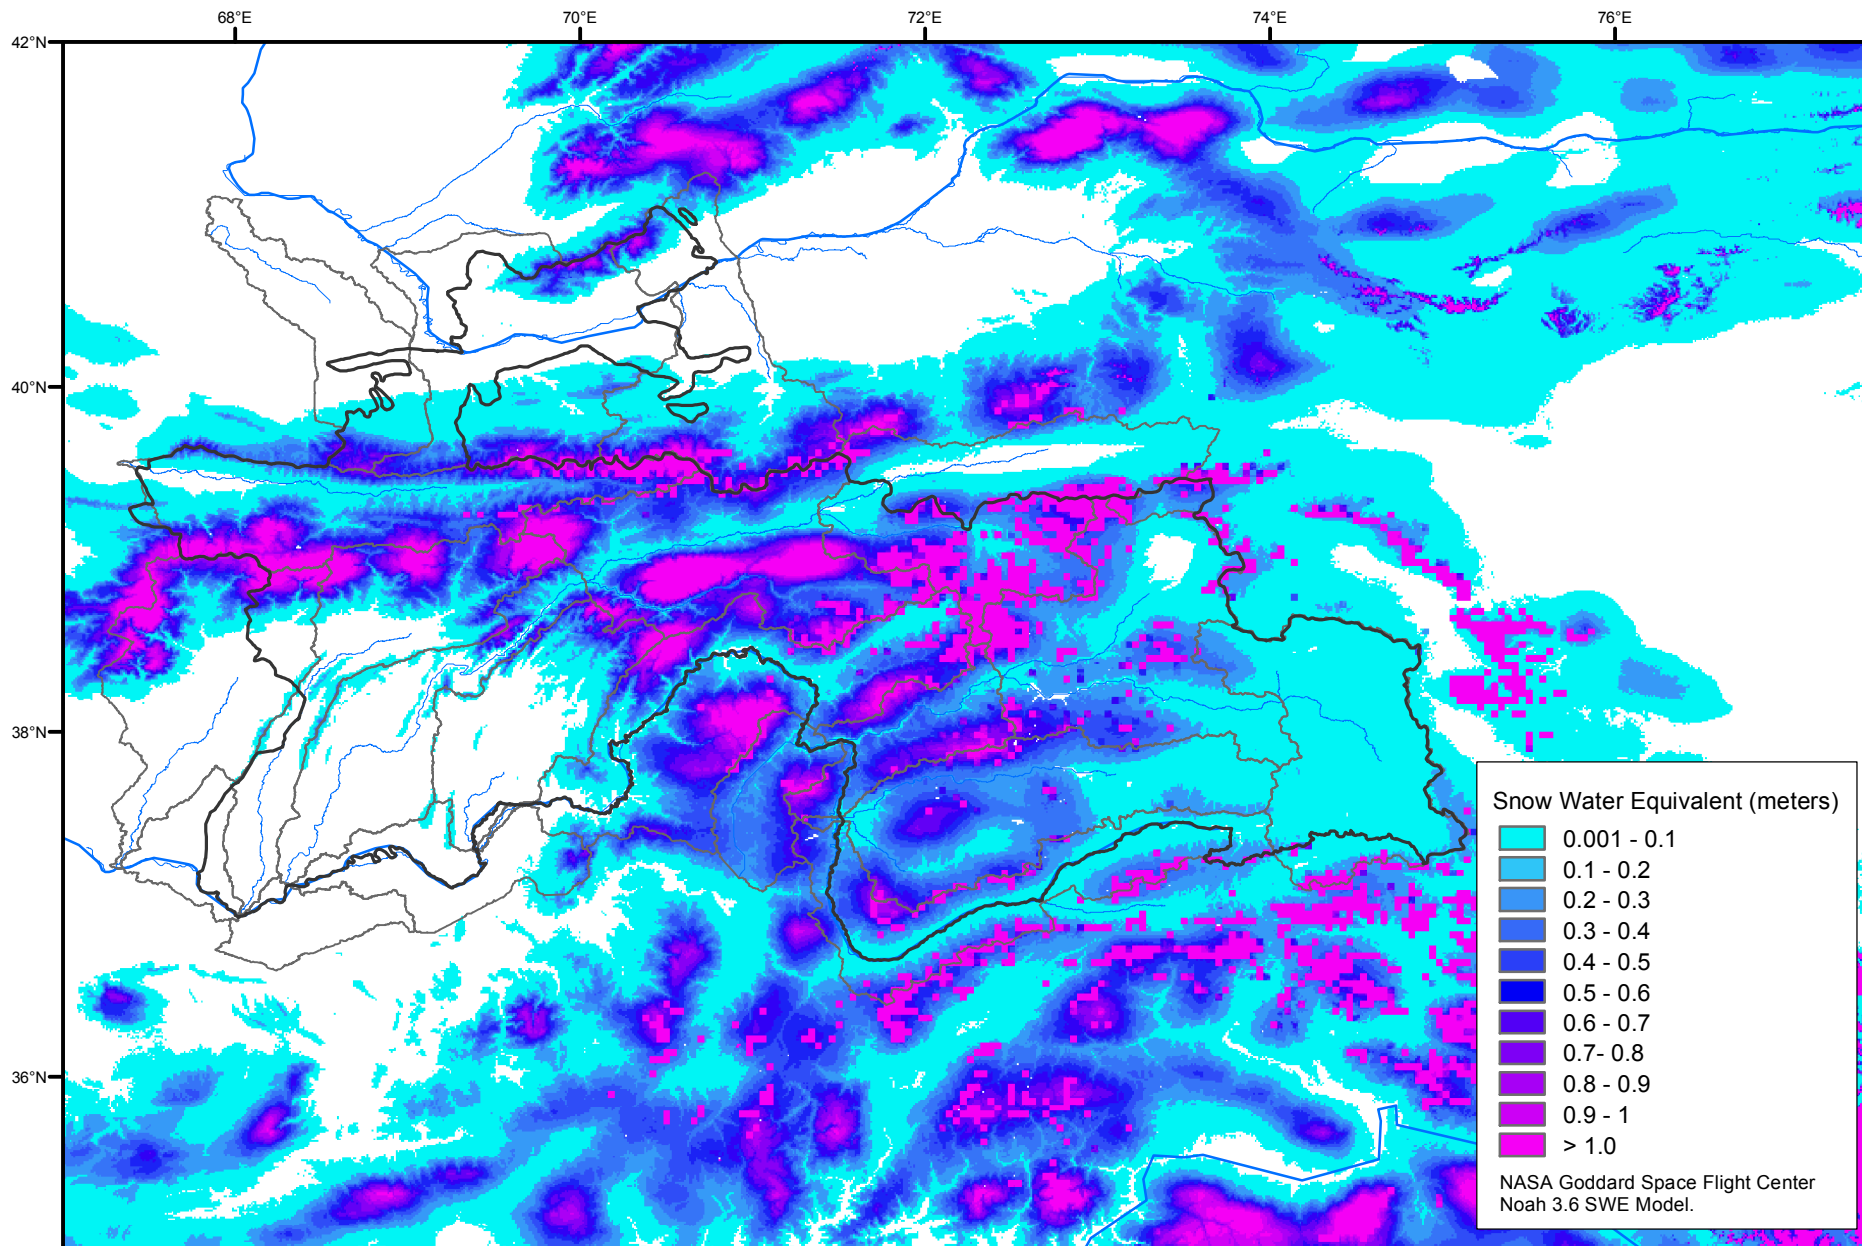 68°E 70°E 72°E 74°E 76°E
42°N
40°N
38°N
36°N
Snow Water Equivalent (meters)
0.001 - 0.1
0.1 - 0.2
0.2 - 0.3
0.3 - 0.4
0.4 - 0.5
0.5 - 0.6
0.6 - 0.7
0.7- 0.8
0.8 - 0.9
0.9 - 1
> 1.0
NASA Goddard Space Flight Center
Noah 3.6 SWE Model.